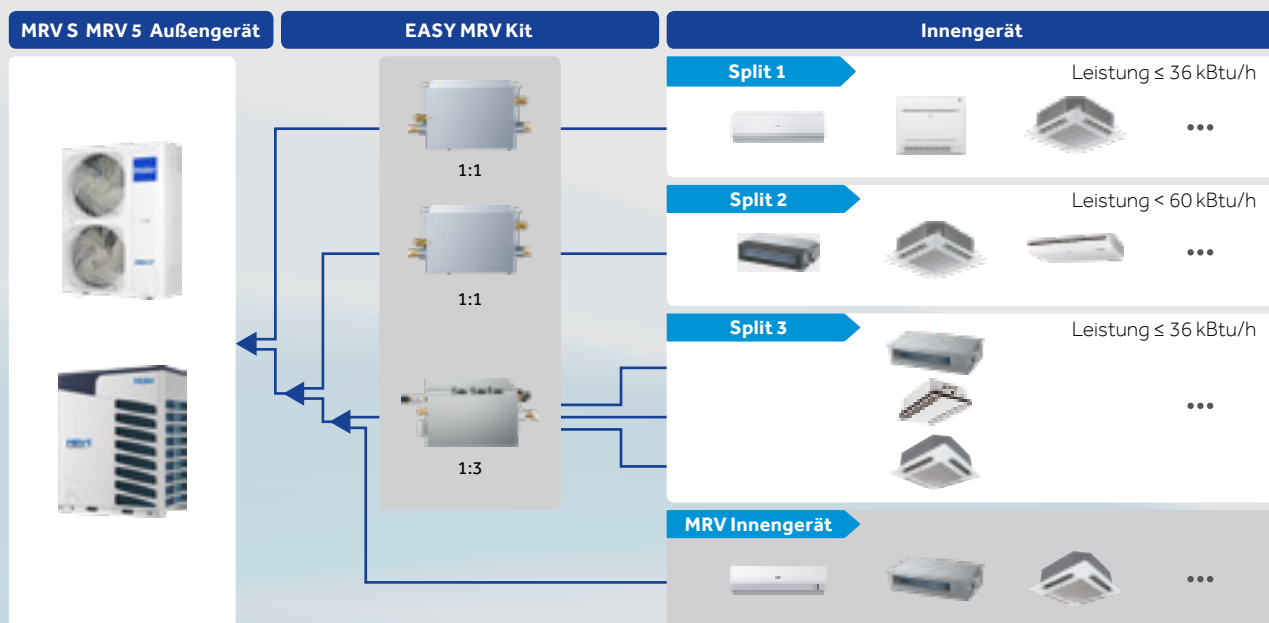 MRV S MRV 5 Außengerät
EASY MRV Kit
Innengerät
Split 1
Leistung ≤ 36 kBtu/h
1:1
Split 2
Leistung < 60 kBtu/h
1:1
Split 3
Leistung ≤ 36 kBtu/h
1:3
MRV Innengerät